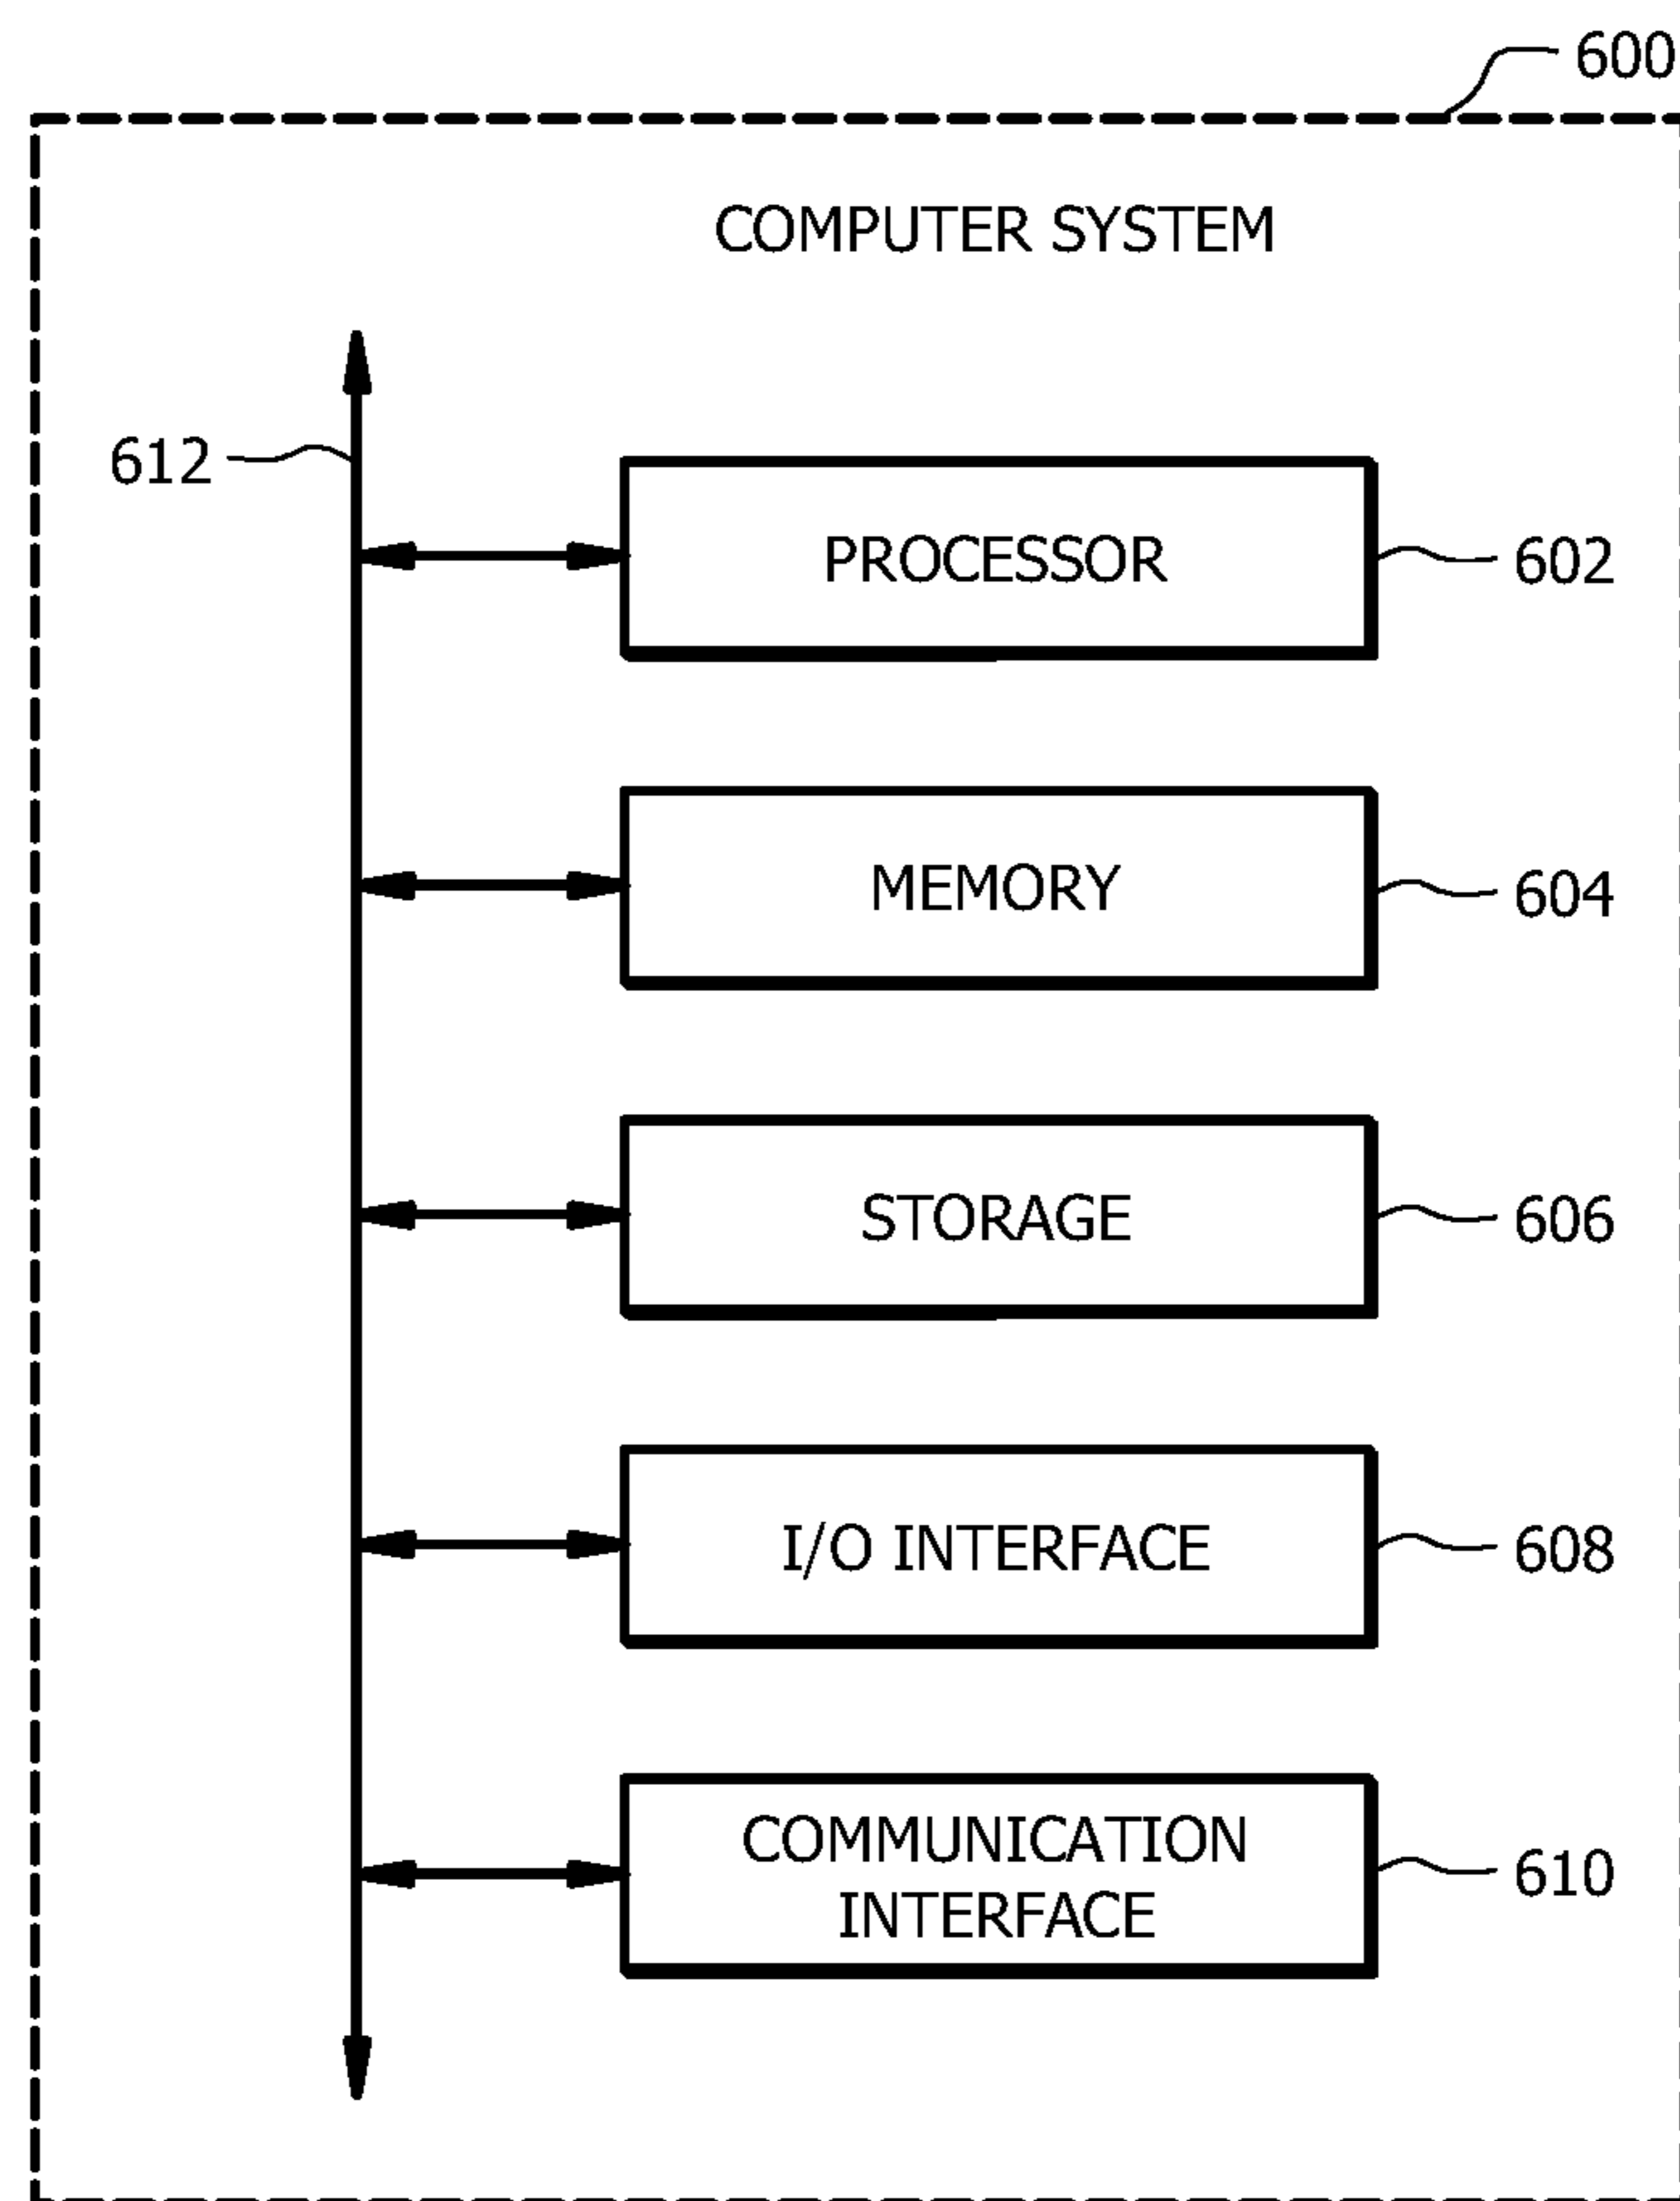 600
COMPUTER SYSTEM
612
PROCESSOR
602
MEMORY
604
STORAGE
606
I/O INTERFACE
608
COMMUNICATION
INTERFACE
610